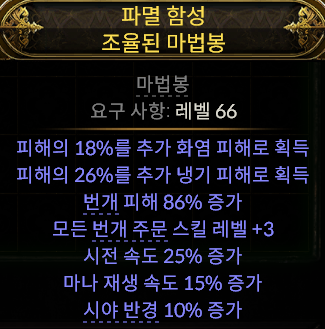 파멸 함성
조율된 마법봉
마법봉
요구 사항: 레벨 66
피해의 18%를 추가 화염 피해로 획득
피해의 26%를 추가 냉기 피해로 획득
번개 피해 86% 증가
모든 번개 주문 스킬 레벨 +3
시전 속도 25% 증가
마나 재생 속도 15% 증가
시야 반경 10% 증가